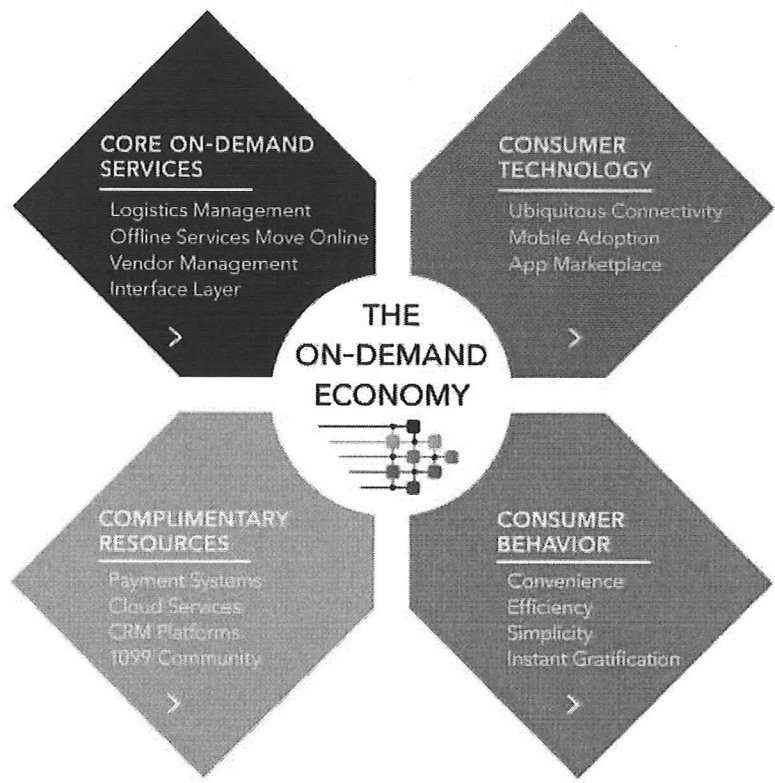 CORE ON-DEMAND
SERVICES
Logistics Management
Offline Services Move Online
Vendor Management
Interface Layer
CONSUMER
TECHNOLOGY
Ubiquitous Connectivity
Mobile Adoption
App Marketplace
THE
ON-DEMAND
ECONOMY
COMPLIMENTARY
RESOURCES
Payment Systems
Cloud Services
CRM Platforms
1099 Community
CONSUMER
BEHAVIOR
Convenience
Efficiency
Simplicity
Instant Gratification